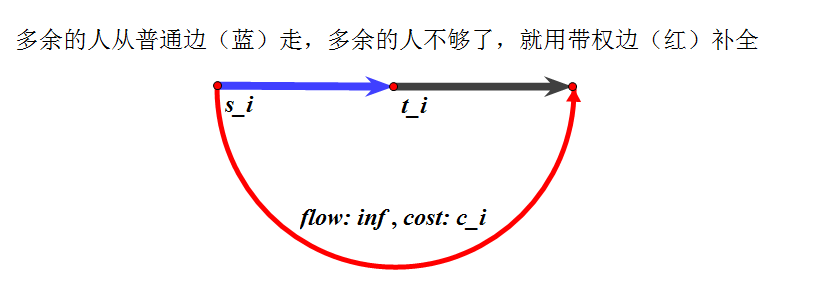 多余的人从普通边（蓝）走，多余的人不够了，就用带权边（红）补全
s_i
t_i
flow: inf , cost: c_i